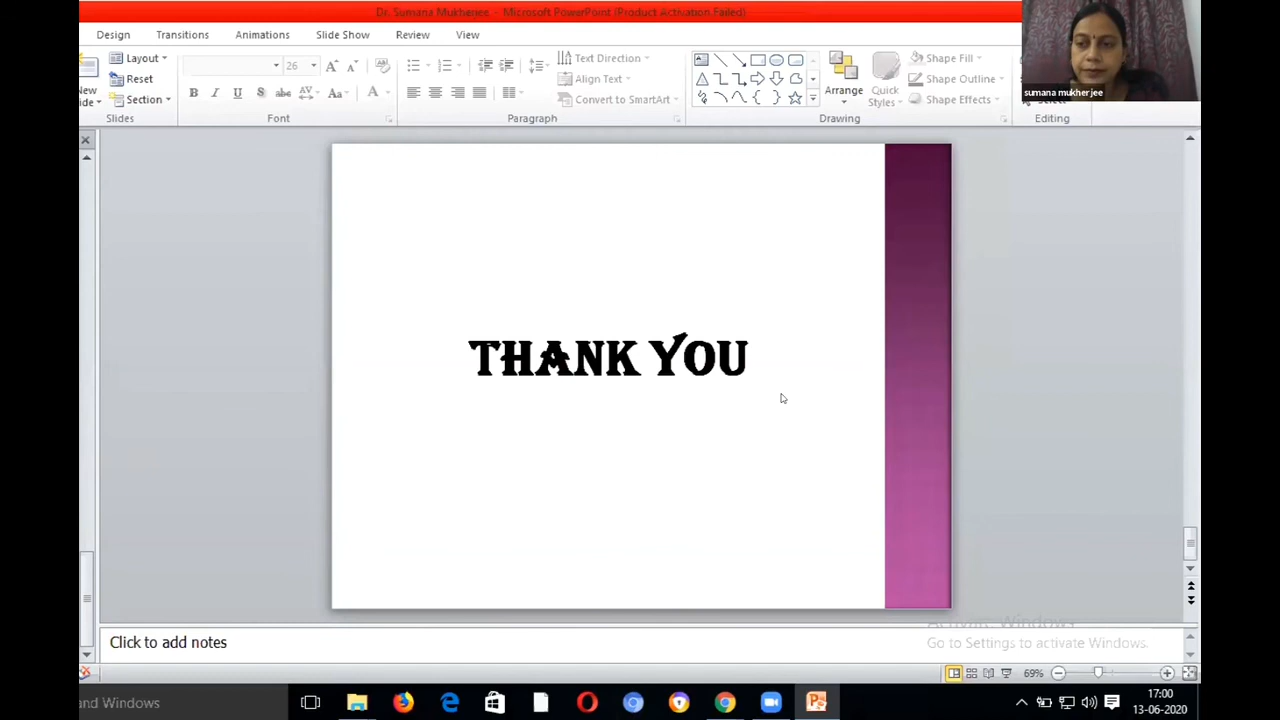 Dr. Sumana Mukherjee - Microsoft PowerPoint (Product Activation Failed)
Design Transitions Animations Slide Show Review View
sumana mukherjee
New
Slide
Layout
Reset
Section
Slides
26
B I U S abc AV Aa A
Font
Text Direction
Align Text
Convert to SmartArt
Paragraph
Arrange
Quick
Styles
Shape Fill
Shape Outline
Shape Effects
Drawing
Select
Editing
THANK YOU
Click to add notes
Activate Windows
Go to Settings to activate Windows.
69%
and Windows
17:00
13-06-2020